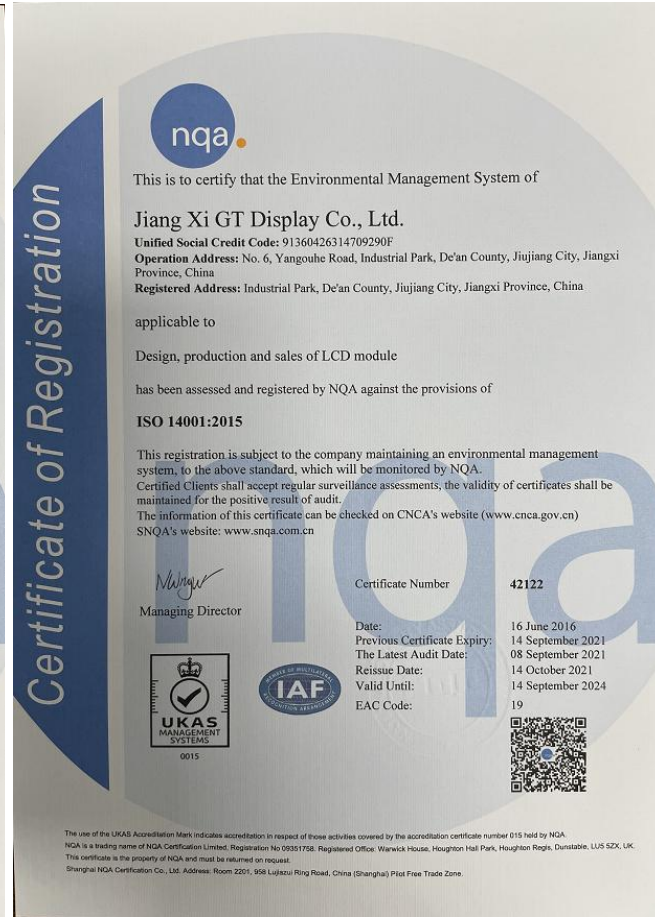 Certificate of Registration
nqa.
This is to certify that the Environmental Management System of
Jiang Xi GT Display Co., Ltd.
Unified Social Credit Code: 91360426314709290F
Operation Address: No. 6, Yangouhe Road, Industrial Park, De'an County, Jiujiang City, Jiangxi
Province, China
Registered Address: Industrial Park, De'an County, Jiujiang City, Jiangxi Province, China
applicable to
Design, production and sales of LCD module
has been assessed and registered by NQA against the provisions of
ISO 14001:2015
This registration is subject to the company maintaining an environmental management
system, to the above standard, which will be monitored by NQA.
Certified Clients shall accept regular surveillance assessments, the validity of certificates shall be
maintained for the positive result of audit.
The information of this certificate can be checked on CNCA's website (www.cnca.gov.cn)
SNQA's website: www.snqa.com.cn
nqa
Managing Director
Certificate Number 42122
Date: 16 June 2016
Previous Certificate Expiry: 14 September 2021
The Latest Audit Date: 08 September 2021
Reissue Date: 14 October 2021
Valid Until: 14 September 2024
EAC Code: 19
UKAS
MANAGEMENT
SYSTEMS
0015
MEMBER OF MULTILATERAL
IAF
RECOGNITION ARRANGEMENT
The use of the UKAS Accreditation Mark indicates accreditation in respect of those activities covered by the accreditation certificate number 015 held by NQA.
NQA is a trading name of NQA Certification Limited, Registration No 09351758. Registered Office: Warwick House, Houghton Hall Park, Houghton Regis, Dunstable, LU5 5ZX, UK.
This certificate is the property of NQA and must be returned on request.
Shanghai NQA Certification Co., Ltd. Address: Room 2201, 958 Lujiazui Ring Road, China (Shanghai) Pilot Free Trade Zone.